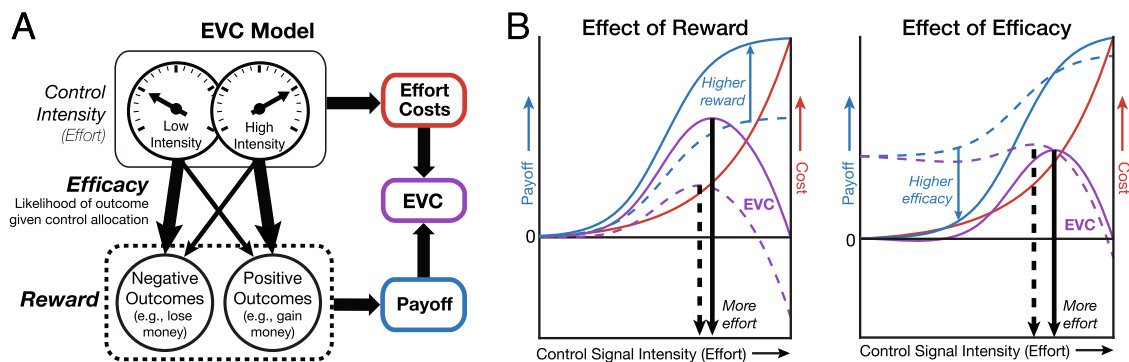 A
EVC Model
Control
Intensity
(Effort)
Low
Intensity
High
Intensity
Effort
Costs
Efficacy
Likelihood of outcome
given control allocation
EVC
Reward
Negative
Outcomes
(e.g., lose
money)
Positive
Outcomes
(e.g., gain
money)
Payoff
B
Effect of Reward
Payoff
Higher
reward
Cost
EVC
0
More
effort
Control Signal Intensity (Effort)
Effect of Efficacy
Payoff
Higher
efficacy
Cost
EVC
0
More
effort
Control Signal Intensity (Effort)